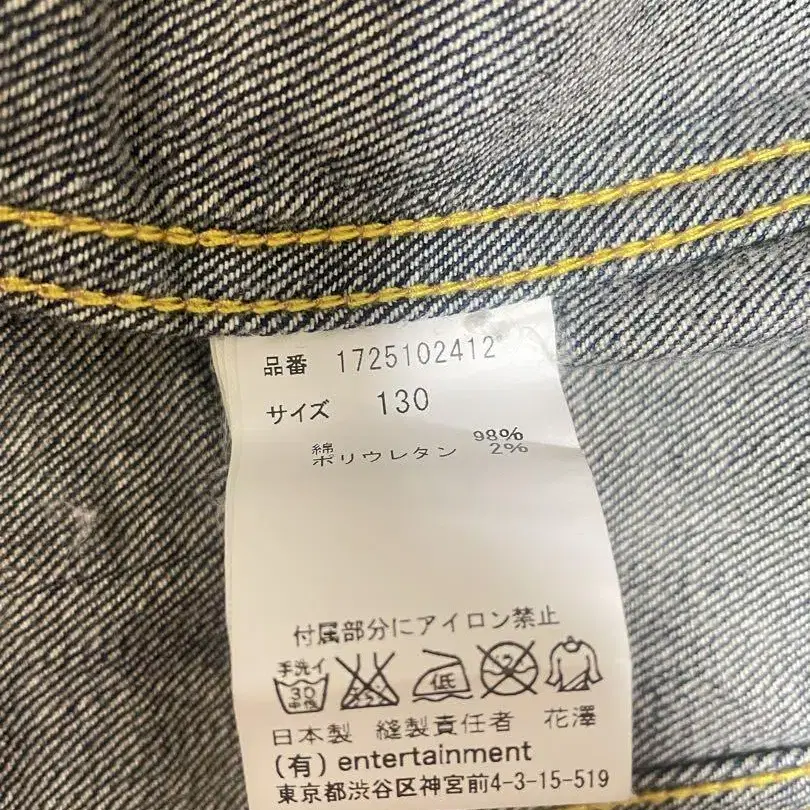 品番 1725102412
サイズ 130
綿 98%
ポリウレタン 2%
付属部分にアイロン禁止
手洗イ
30
中性
低
日本製 縫製責任者 花澤
(有) entertainment
東京都渋谷区神宮前4-3-15-519